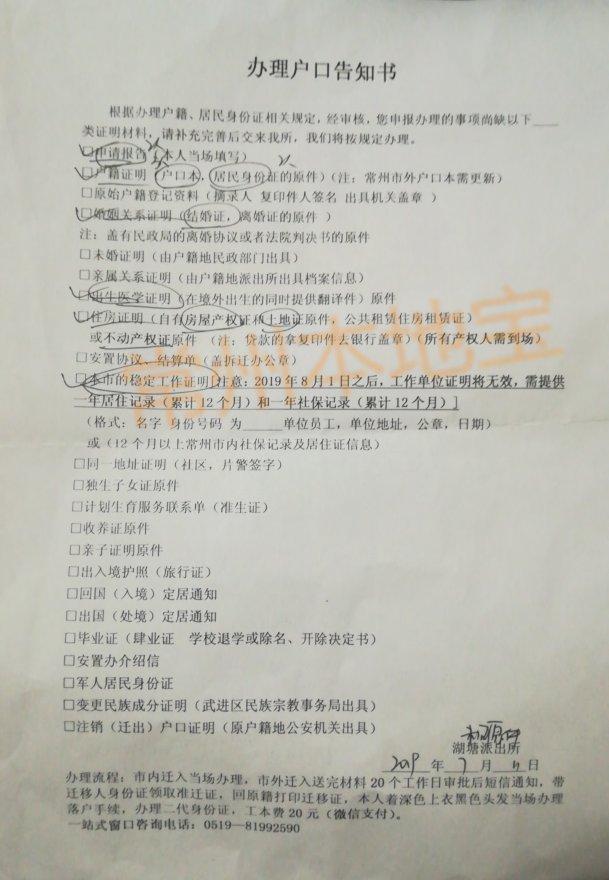 办理户口告知书
根据办理户籍、居民身份证相关规定，经审核，您申报办理的事项尚缺以下____
类证明材料，请补充完善后交来我所，我们将按规定办理。
□申请报告（本人当场填写）
□户籍证明（户口本，居民身份证的原件）（注：常州市外户口本需更新）
□原始户籍登记资料（摘录人 复印件人签名 出具机关盖章）
□婚姻关系证明（结婚证，离婚证的原件）
注：盖有民政局的离婚协议或者法院判决书的原件
□未婚证明（由户籍地民政部门出具）
□亲属关系证明（由户籍地派出所出具档案信息）
□出生医学证明（在境外出生的同时提供翻译件）原件
□住房证明（自有房屋产权证和土地证原件，公共租赁住房租赁证）
或不动产权证原件 （注：贷款的拿复印件去银行盖章）（所有产权人需到场）
□安置协议、结算单（盖拆迁办公章）
□本市的稳定工作证明[注意：2019年8月1日之后，工作单位证明将无效，需提供
一年居住记录（累计12个月）和一年社保记录（累计12个月）]
（格式：名字 身份号码 为____单位员工，单位地址，公章，日期）
或（12个月以上常州市内社保记录及居住证信息）
□同一地址证明（社区，片警签字）
□独生子女证原件
□计划生育服务联系单（准生证）
□收养证原件
□亲子证明原件
□出入境护照（旅行证）
□回国（入境）定居通知
□出国（处境）定居通知
□毕业证（肆业证 学校退学或除名、开除决定书）
□安置办介绍信
□军人居民身份证
□变更民族成分证明（武进区民族宗教事务局出具）
□注销（迁出）户口证明（原户籍地公安机关出具）
湖塘派出所
2019 年 7 月 日
办理流程：市内迁入当场办理，市外迁入送完材料20个工作日审批后短信通知，带
迁移人身份证领取准迁证，回原籍打印迁移证，本人着深色上衣黑色头发当场办理
落户手续，办理二代身份证，工本费20元（微信支付）。
一站式窗口咨询电话：0519—81992590